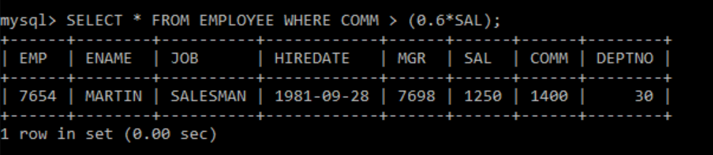 mysql> SELECT * FROM EMPLOYEE WHERE COMM > (0.6*SAL);
+------+--------+----------+------------+------+------+------+--------+
| EMP | ENAME | JOB | HIREDATE | MGR | SAL | COMM | DEPTNO |
+------+--------+----------+------------+------+------+------+--------+
| 7654 | MARTIN | SALESMAN | 1981-09-28 | 7698 | 1250 | 1400 | 30 |
+------+--------+----------+------------+------+------+------+--------+
1 row in set (0.00 sec)